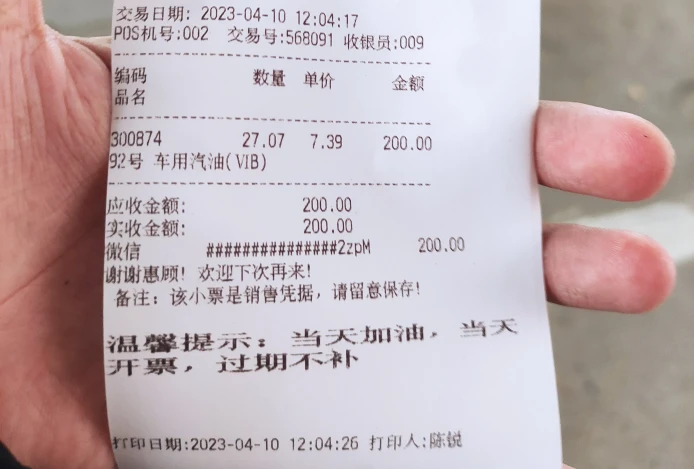 交易日期: 2023-04-10 12:04:17
POS机号:002 交易号:568091 收银员:009
编码 数量 单价 金额
品名
300874 27.07 7.39 200.00
92号 车用汽油(VIB)
应收金额: 200.00
实收金额: 200.00
微信 ###############2zpM 200.00
谢谢惠顾! 欢迎下次再来!
备注: 该小票是销售凭据, 请留意保存!
温馨提示: 当天加油, 当天
开票, 过期不补
打印日期:2023-04-10 12:04:26 打印人:陈锐